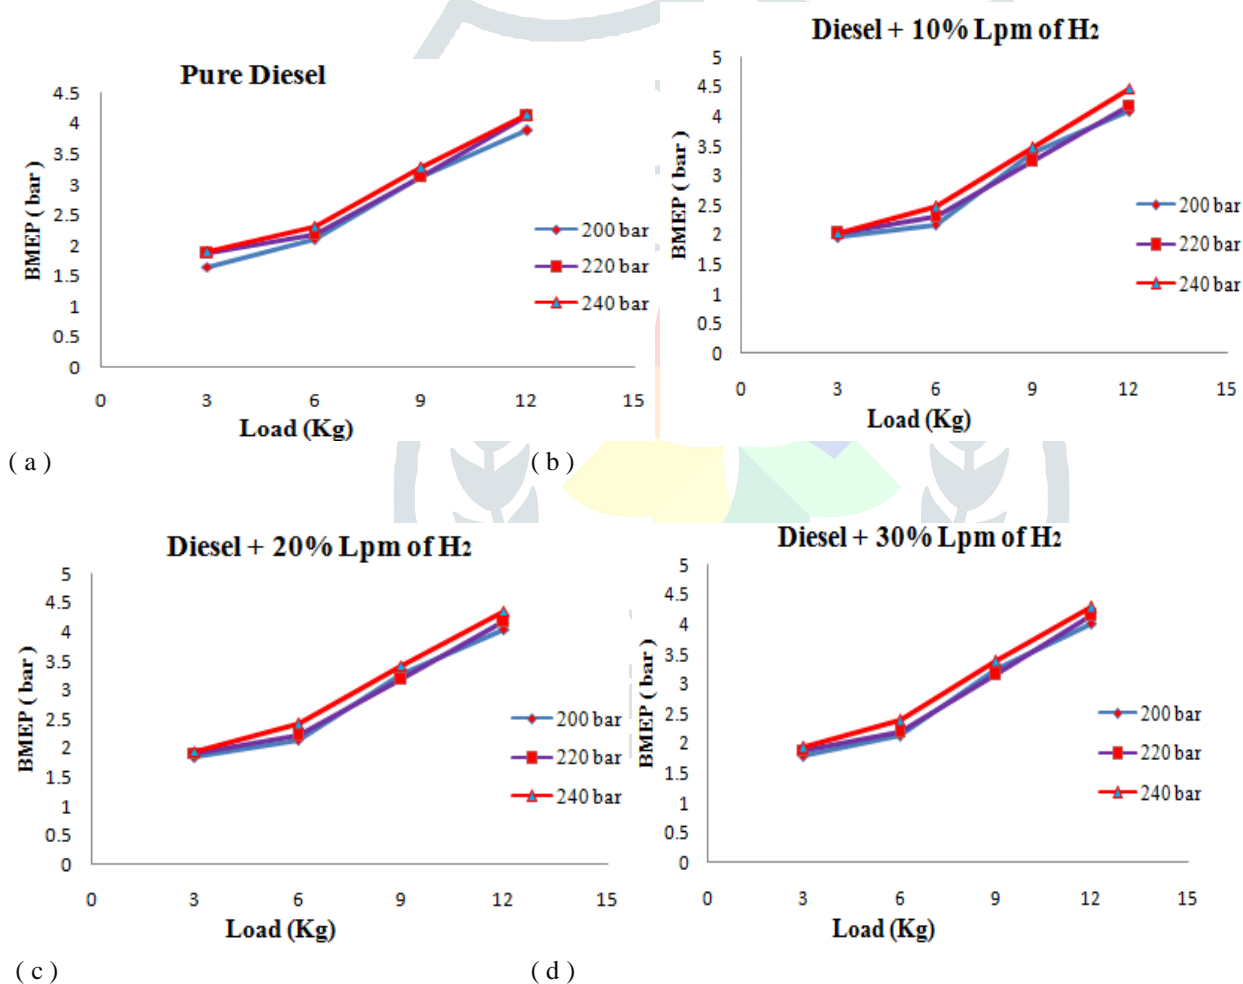 Pure Diesel
4.5
4
3.5
3
2.5
2
1.5
1
0.5
0
BMEP ( bar )
0 3 6 9 12 15
Load (Kg)
200 bar
220 bar
240 bar
( a )
Diesel + 10% Lpm of H2
5
4.5
4
3.5
3
2.5
2
1.5
1
0.5
0
BMEP ( bar )
0 3 6 9 12 15
Load (Kg)
200 bar
220 bar
240 bar
( b )
Diesel + 20% Lpm of H2
5
4.5
4
3.5
3
2.5
2
1.5
1
0.5
0
BMEP ( bar )
0 3 6 9 12 15
Load (Kg)
200 bar
220 bar
240 bar
( c )
Diesel + 30% Lpm of H2
5
4.5
4
3.5
3
2.5
2
1.5
1
0.5
0
BMEP ( bar )
0 3 6 9 12 15
Load (Kg)
200 bar
220 bar
240 bar
( d )